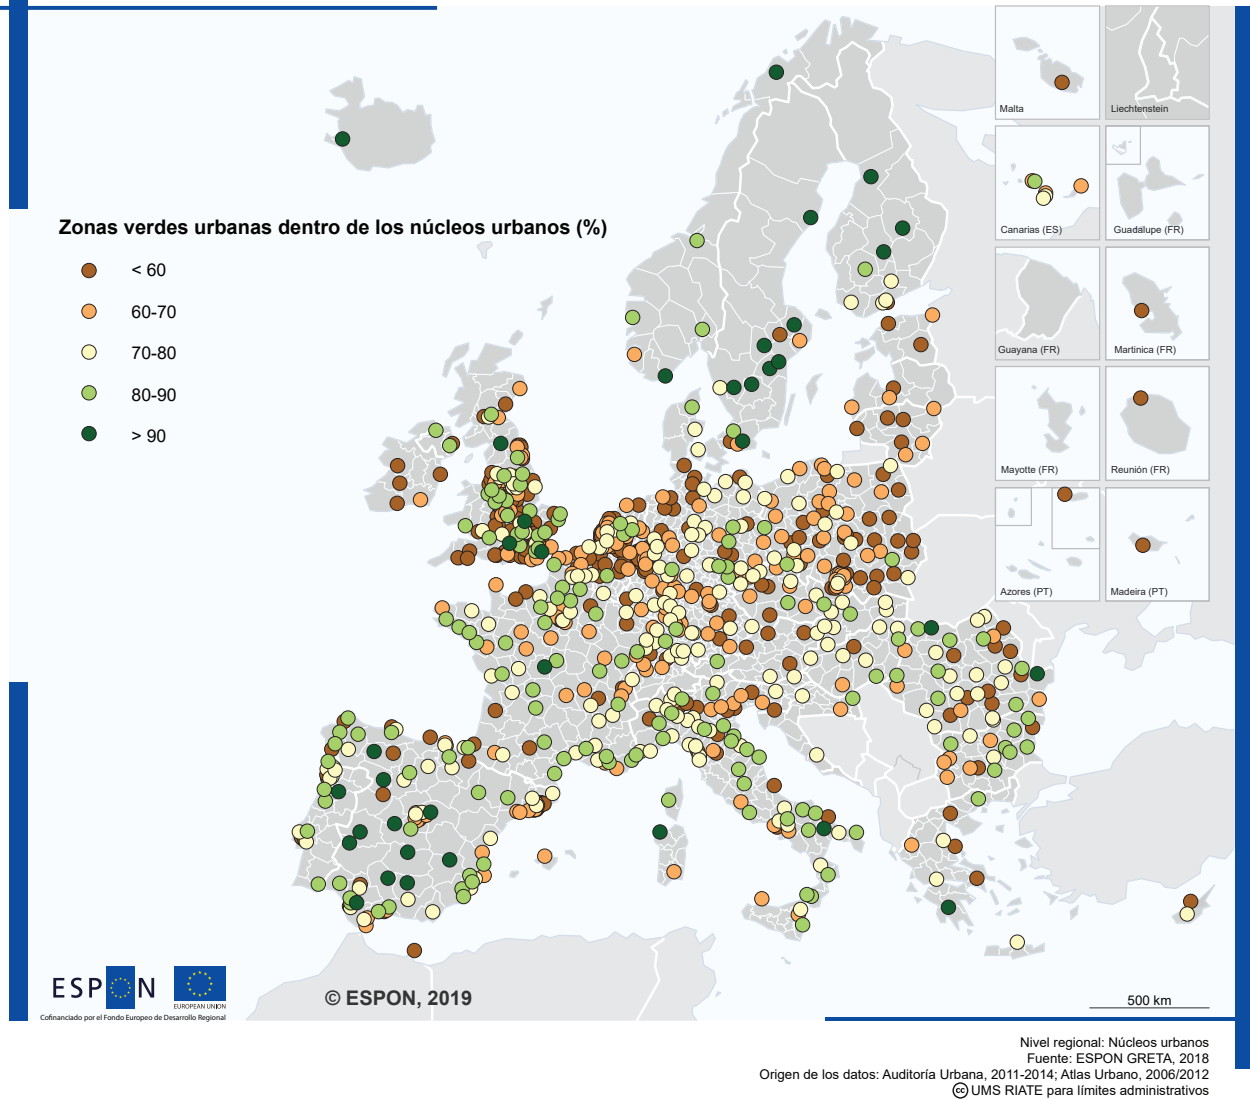 Zonas verdes urbanas dentro de los núcleos urbanos (%)
< 60
60-70
70-80
80-90
> 90
Malta
Liechtenstein
Canarias (ES)
Guadalupe (FR)
Guayana (FR)
Martinica (FR)
Mayotte (FR)
Reunión (FR)
Azores (PT)
Madeira (PT)
ESPON
EUROPEAN UNION
Cofinanciado por el Fondo Europeo de Desarrollo Regional
© ESPON, 2019
500 km
Nivel regional: Núcleos urbanos
Fuente: ESPON GRETA, 2018
Origen de los datos: Auditoría Urbana, 2011-2014; Atlas Urbano, 2006/2012
cc UMS RIATE para límites administrativos